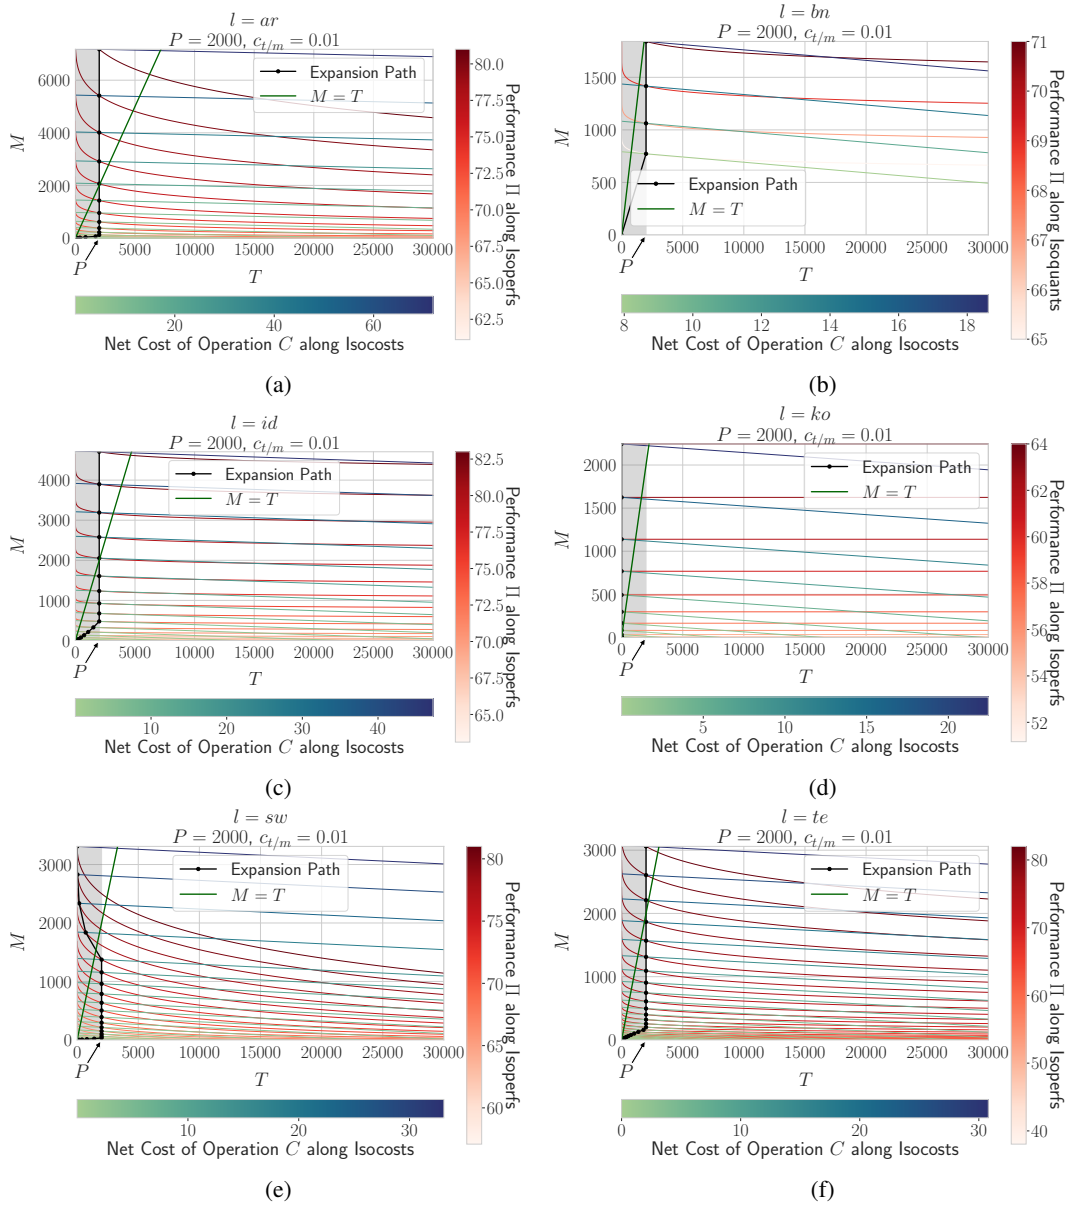 l = ar
P = 2000, c_{t/m} = 0.01
Expansion Path
M = T
6000
4000
2000
0
M
0 5000 10000 15000 20000 25000 30000
P
T
80.0
77.5
75.0
72.5
70.0
67.5
65.0
62.5
Performance Π along Isoperfs
20 40 60
Net Cost of Operation C along Isocosts
(a)
l = bn
P = 2000, c_{t/m} = 0.01
1500
1000
500
0
M
Expansion Path
M = T
0 5000 10000 15000 20000 25000 30000
P
T
71
70
69
68
67
66
65
Performance Π along Isoquants
8 10 12 14 16 18
Net Cost of Operation C along Isocosts
(b)
l = id
P = 2000, c_{t/m} = 0.01
Expansion Path
M = T
4000
3000
2000
1000
0
M
0 5000 10000 15000 20000 25000 30000
P
T
82.5
80.0
77.5
75.0
72.5
70.0
67.5
65.0
Performance Π along Isoperfs
10 20 30 40
Net Cost of Operation C along Isocosts
(c)
l = ko
P = 2000, c_{t/m} = 0.01
Expansion Path
M = T
2000
1500
1000
500
0
M
0 5000 10000 15000 20000 25000 30000
P
T
64
62
60
58
56
54
52
Performance Π along Isoperfs
5 10 15 20
Net Cost of Operation C along Isocosts
(d)
l = sw
P = 2000, c_{t/m} = 0.01
Expansion Path
M = T
3000
2000
1000
0
M
0 5000 10000 15000 20000 25000 30000
P
T
80
75
70
65
60
Performance Π along Isoperfs
10 20 30
Net Cost of Operation C along Isocosts
(e)
l = te
P = 2000, c_{t/m} = 0.01
Expansion Path
M = T
3000
2000
1000
0
M
0 5000 10000 15000 20000 25000 30000
P
T
80
70
60
50
40
Performance Π along Isoperfs
0 10 20 30
Net Cost of Operation C along Isocosts
(f)